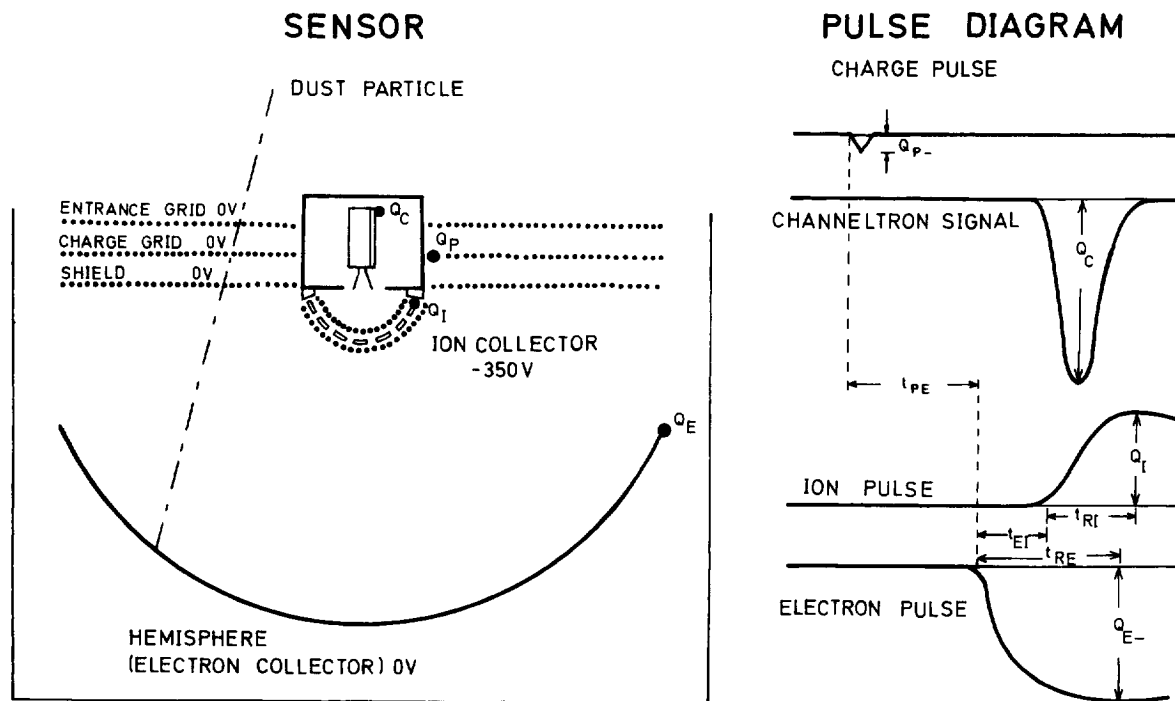 SENSOR
DUST PARTICLE
ENTRANCE GRID 0V
CHARGE GRID 0V
SHIELD 0V
Q_C
Q_P
Q_I
ION COLLECTOR
-350V
Q_E
HEMISPHERE
(ELECTRON COLLECTOR) 0V
PULSE DIAGRAM
CHARGE PULSE
Q_P-
CHANNELTRON SIGNAL
Q_C
t_PE
ION PULSE
Q_I
t_RI
t_EI
t_RE
ELECTRON PULSE
Q_E-